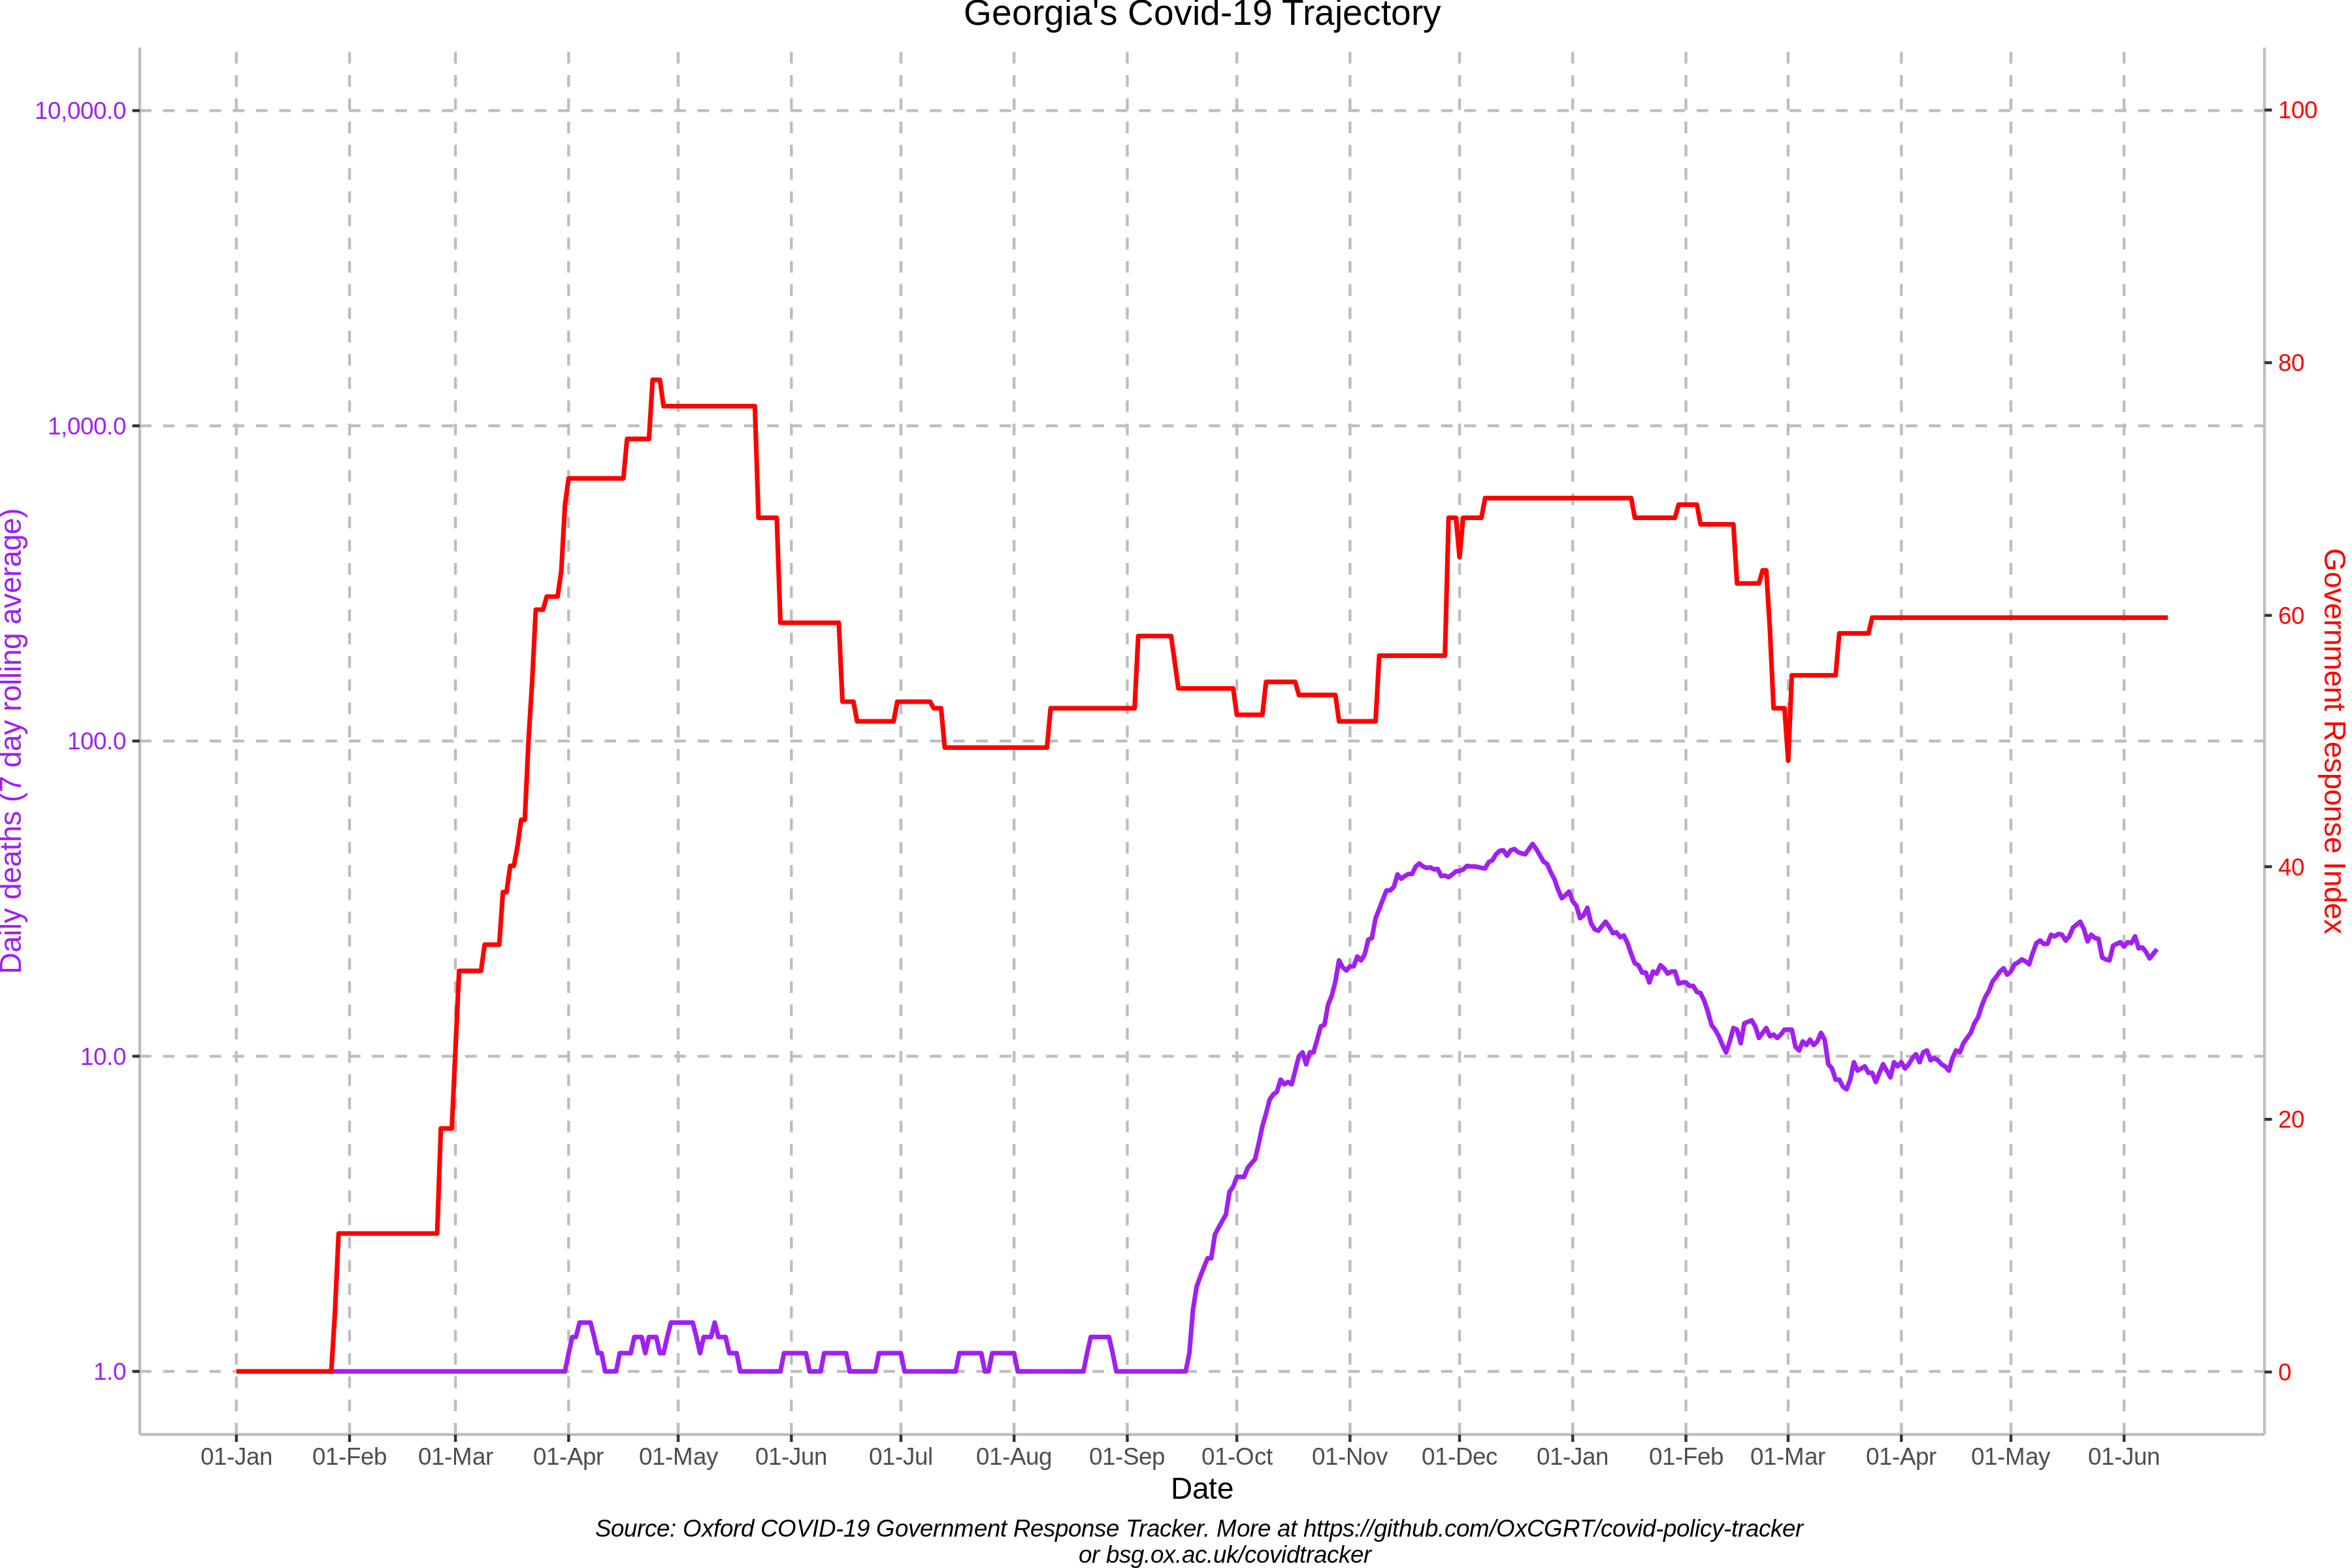 Georgia's Covid-19 Trajectory
10,000.0
1,000.0
100.0
10.0
1.0
Daily deaths (7 day rolling average)
100
80
60
40
20
0
Government Response Index
01-Jan 01-Feb 01-Mar 01-Apr 01-May 01-Jun 01-Jul 01-Aug 01-Sep 01-Oct 01-Nov 01-Dec 01-Jan 01-Feb 01-Mar 01-Apr 01-May 01-Jun
Date
Source: Oxford COVID-19 Government Response Tracker. More at https://github.com/OxCGRT/covid-policy-tracker
or bsg.ox.ac.uk/covidtracker